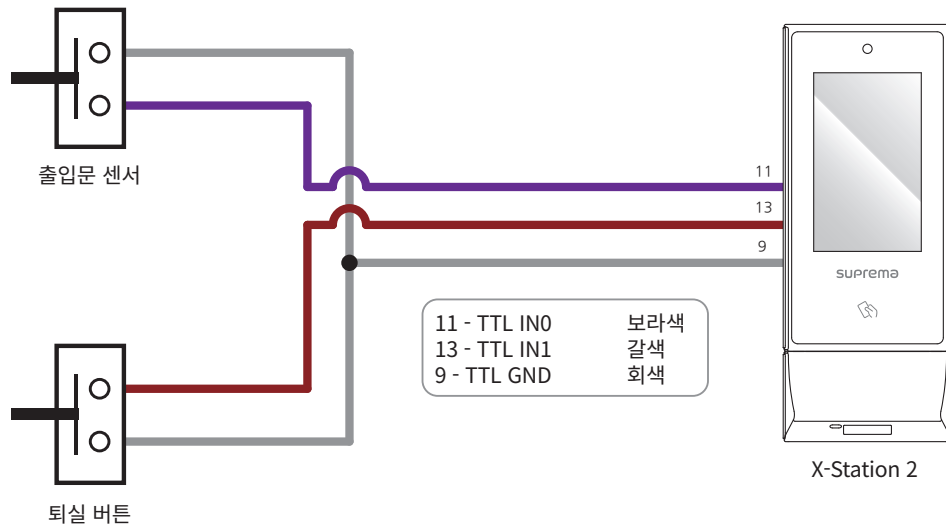 출입문 센서
11
13
9
suprema
11 - TTL IN0 보라색
13 - TTL IN1 갈색
9 - TTL GND 회색
X-Station 2
퇴실 버튼